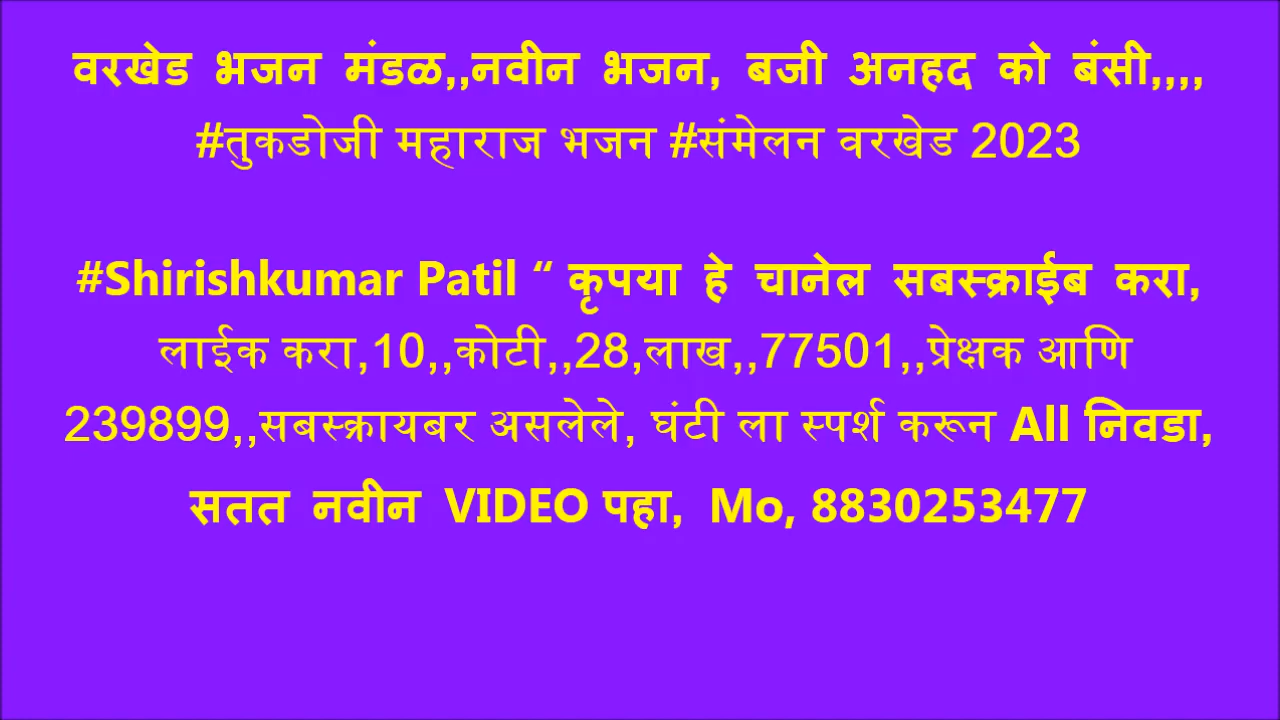 वरखेड भजन मंडळ,,नवीन भजन, बजी अनहद को बंसी,,,,
#तुकडोजी महाराज भजन #संमेलन वरखेड 2023
#Shirishkumar Patil “ कृपया हे चानेल सबस्क्राईब करा,
लाईक करा,10,,कोटी,,28,लाख,,77501,,प्रेक्षक आणि
239899,,सबस्क्रायबर असलेले, घंटी ला स्पर्श करून All निवडा,
सतत नवीन VIDEO पहा, Mo, 8830253477